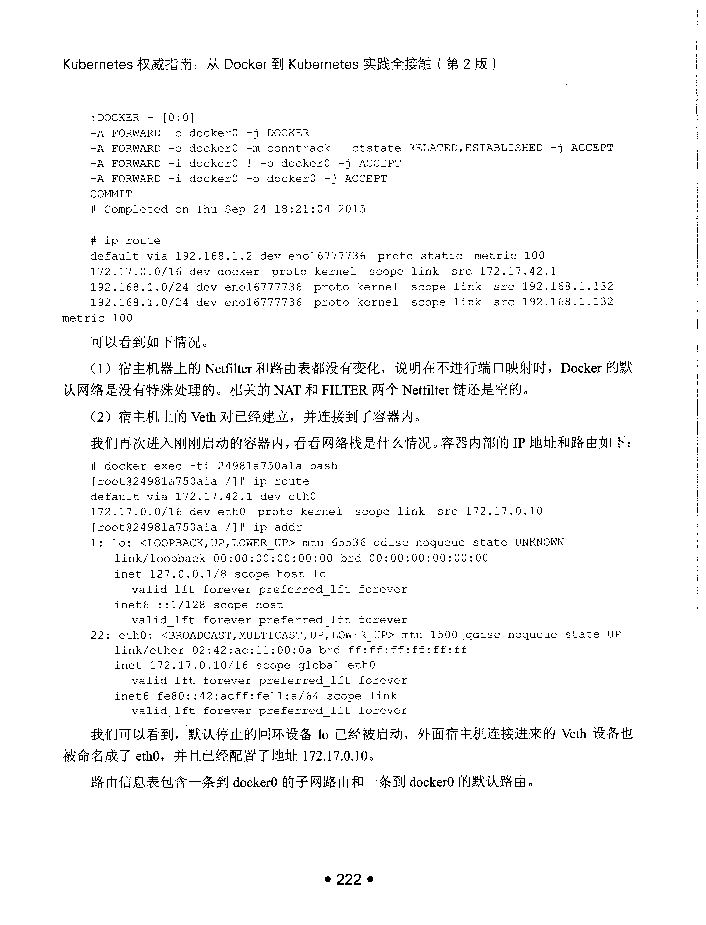 Kubernetes 权威指南：从 Docker 到 Kubernetes 实践全接触（第 2 版）
:DOCKER - [0:0]
-A FORWARD -o docker0 -j DOCKER
-A FORWARD -o docker0 -m conntrack --ctstate RELATED,ESTABLISHED -j ACCEPT
-A FORWARD -i docker0 ! -o docker0 -j ACCEPT
-A FORWARD -i docker0 -o docker0 -j ACCEPT
COMMIT
# Completed on Thu Sep 24 18:21:04 2015
# ip route
default via 192.168.1.2 dev eno16777736 proto static metric 100
172.17.0.0/16 dev docker proto kernel scope link src 172.17.42.1
192.168.1.0/24 dev eno16777736 proto kernel scope link src 192.168.1.132
192.168.1.0/24 dev eno16777736 proto kernel scope link src 192.168.1.132
metric 100
可以看到如下情况。
（1）宿主机器上的 Netfilter 和路由表都没有变化，说明在不进行端口映射时，Docker 的默
认网络是没有特殊处理的。相关的 NAT 和 FILTER 两个 Netfilter 链还是空的。
（2）宿主机上的 Veth 对已经建立，并连接到了容器内。
我们再次进入刚刚启动的容器内，看看网络栈是什么情况。容器内部的 IP 地址和路由如下：
# docker exec -ti 24981a750a1a bash
[root@24981a750a1a /]# ip route
default via 172.17.42.1 dev eth0
172.17.0.0/16 dev eth0 proto kernel scope link src 172.17.0.10
[root@24981a750a1a /]# ip addr
1: lo: <LOOPBACK,UP,LOWER_UP> mtu 65536 qdisc noqueue state UNKNOWN
link/loopback 00:00:00:00:00:00 brd 00:00:00:00:00:00
inet 127.0.0.1/8 scope host lo
valid_lft forever preferred_lft forever
inet6 ::1/128 scope host
valid_lft forever preferred_lft forever
22: eth0: <BROADCAST,MULTICAST,UP,LOWER_UP> mtu 1500 qdisc noqueue state UP
link/ether 02:42:ac:11:00:0a brd ff:ff:ff:ff:ff:ff
inet 172.17.0.10/16 scope global eth0
valid_lft forever preferred_lft forever
inet6 fe80::42:acff:fe11:a/64 scope link
valid_lft forever preferred_lft forever
我们可以看到，默认停止的回环设备 lo 已经被启动，外面宿主机连接进来的 Veth 设备也
被命名成了 eth0，并且已经配置了地址 172.17.0.10。
路由信息表包含一条到 docker0 的子网路由和一条到 docker0 的默认路由。
• 222 •